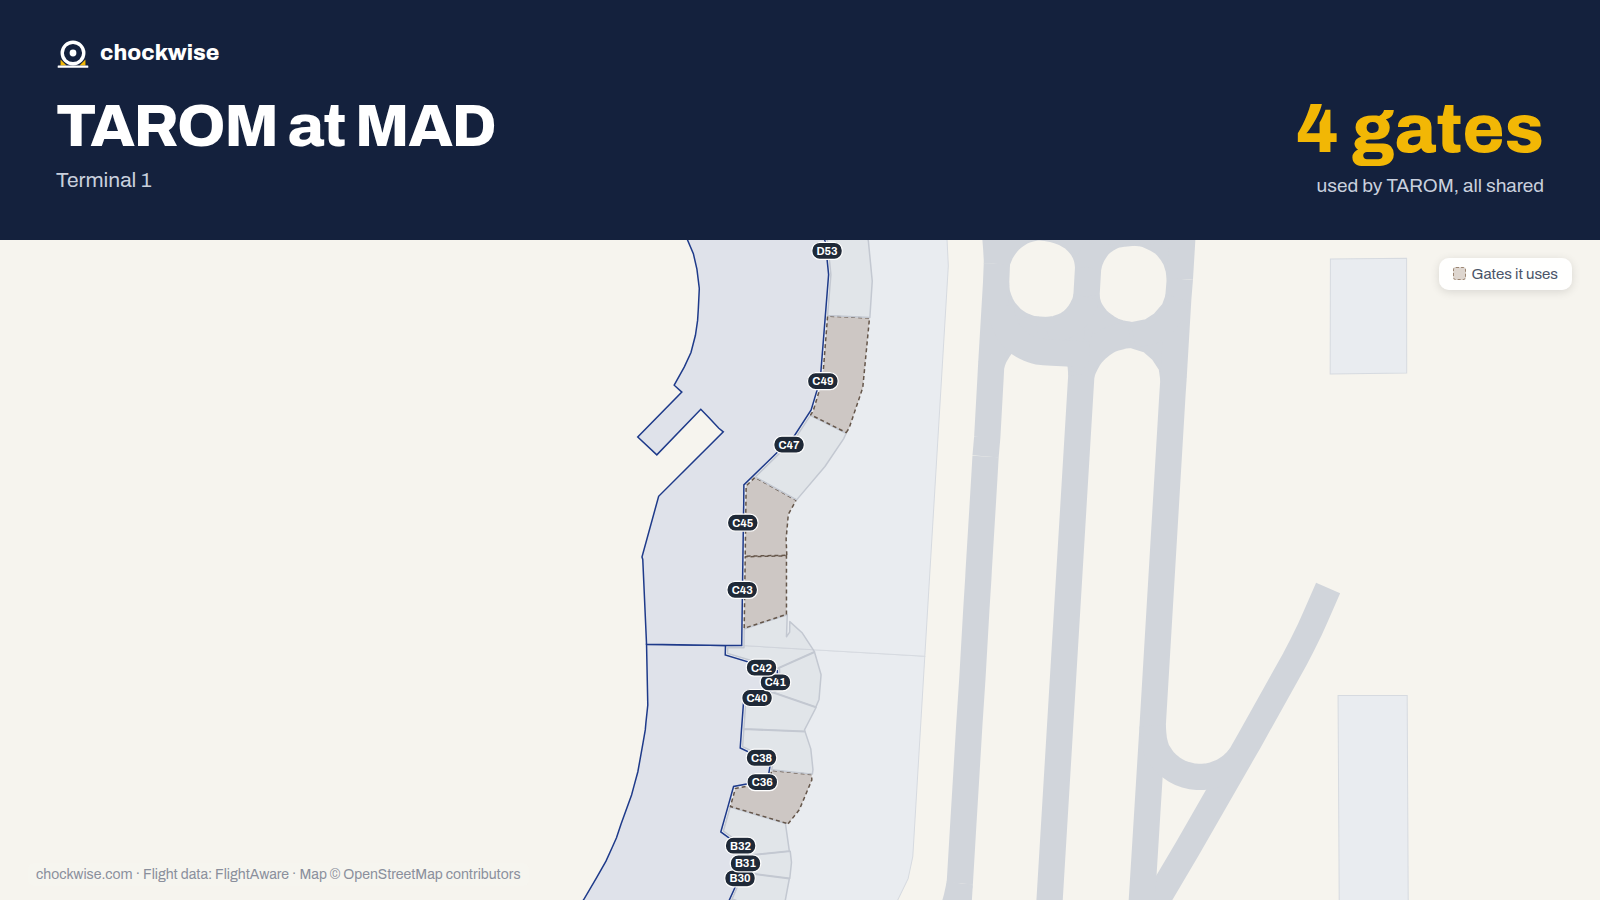 chockwise
TAROM at MAD
Terminal 1
4 gates
used by TAROM, all shared
Gates it uses
D53
C49
C47
C45
C43
C42
C41
C40
C38
C36
B32
B31
B30
chockwise.com · Flight data: FlightAware · Map © OpenStreetMap contributors